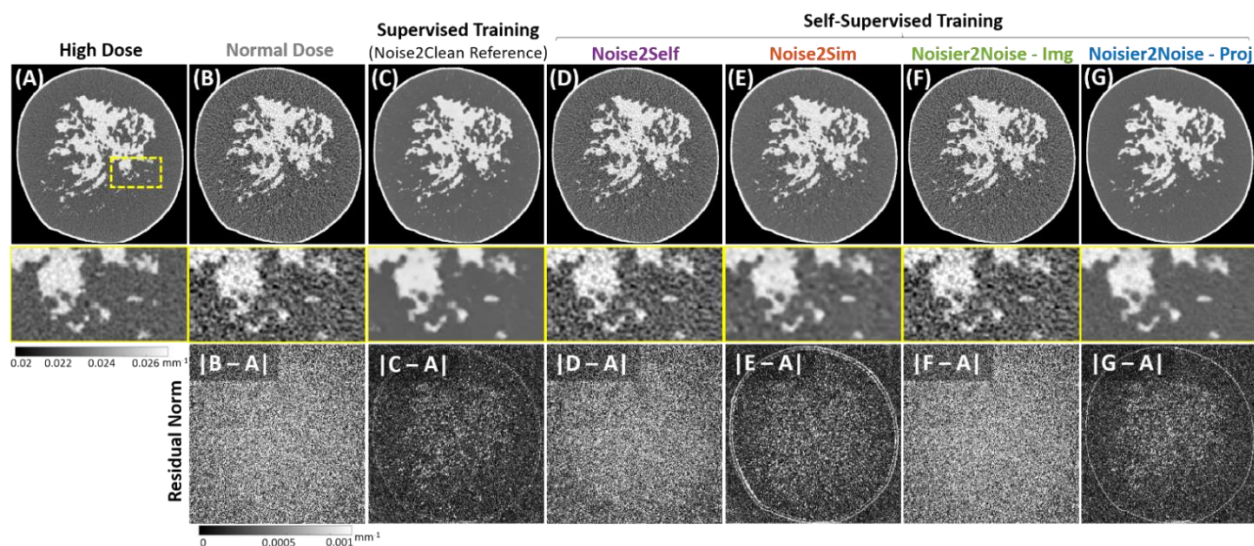 Supervised Training
Self-Supervised Training
High Dose
Normal Dose
(Noise2Clean Reference)
Noise2Self
Noise2Sim
Noisier2Noise - Img
Noisier2Noise - Proj
(A)
(B)
(C)
(D)
(E)
(F)
(G)
0.02 0.022 0.024 0.026 mm-1
Residual Norm
|B – A|
|C – A|
|D – A|
|E – A|
|F – A|
|G – A|
0 0.0005 0.001 mm-1